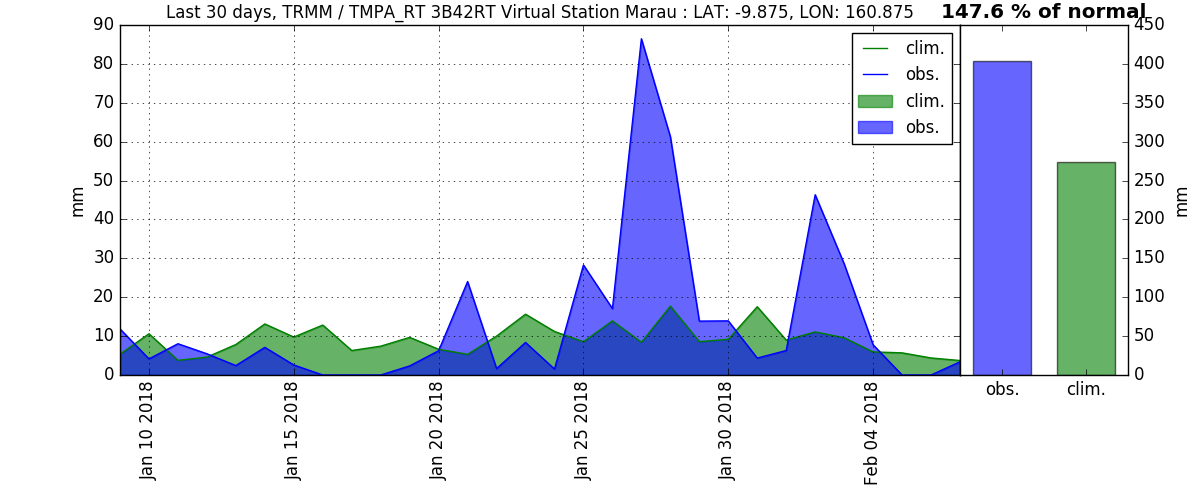 Last 30 days, TRMM / TMPA_RT 3B42RT Virtual Station Marau : LAT: -9.875, LON: 160.875
147.6 % of normal
90
80
70
60
50
40
30
20
10
0
mm
clim.
obs.
clim.
obs.
Jan 10 2018
Jan 15 2018
Jan 20 2018
Jan 25 2018
Jan 30 2018
Feb 04 2018
450
400
350
300
250
200
150
100
50
0
mm
obs.
clim.